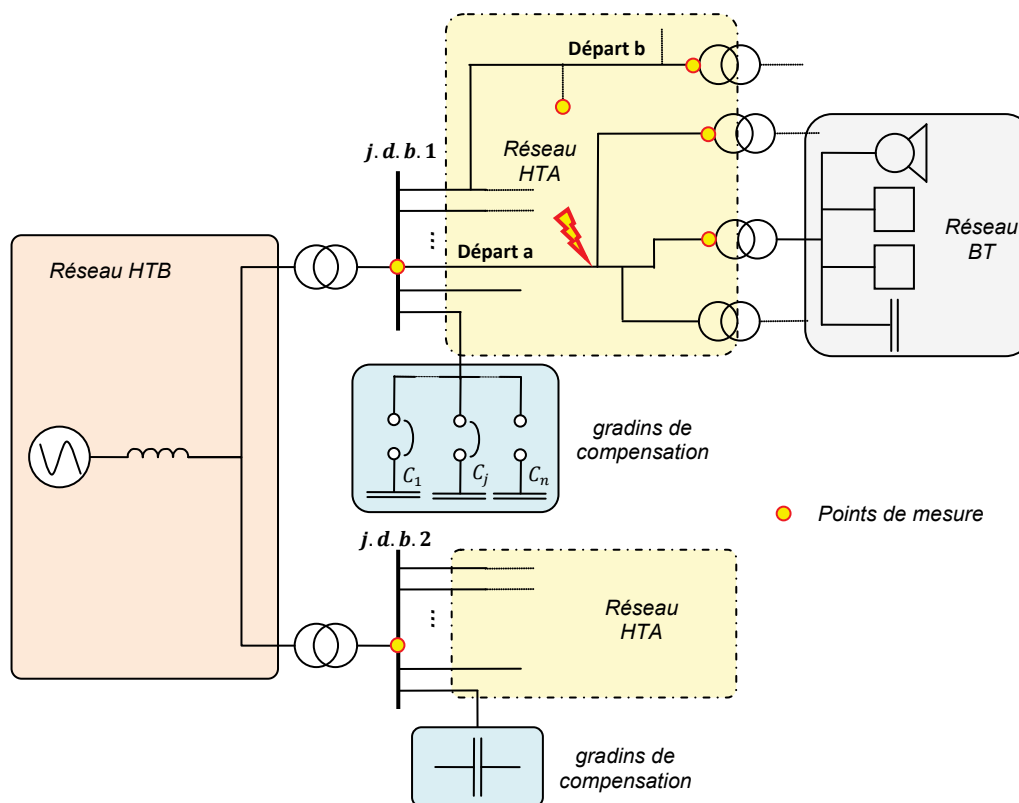 Départ b
j.d.b.1
Réseau
HTA
Réseau HTB
...
Départ a
Réseau
BT
gradins de
compensation
C1
Cj
Cn
Points de mesure
j.d.b.2
...
Réseau
HTA
gradins de
compensation